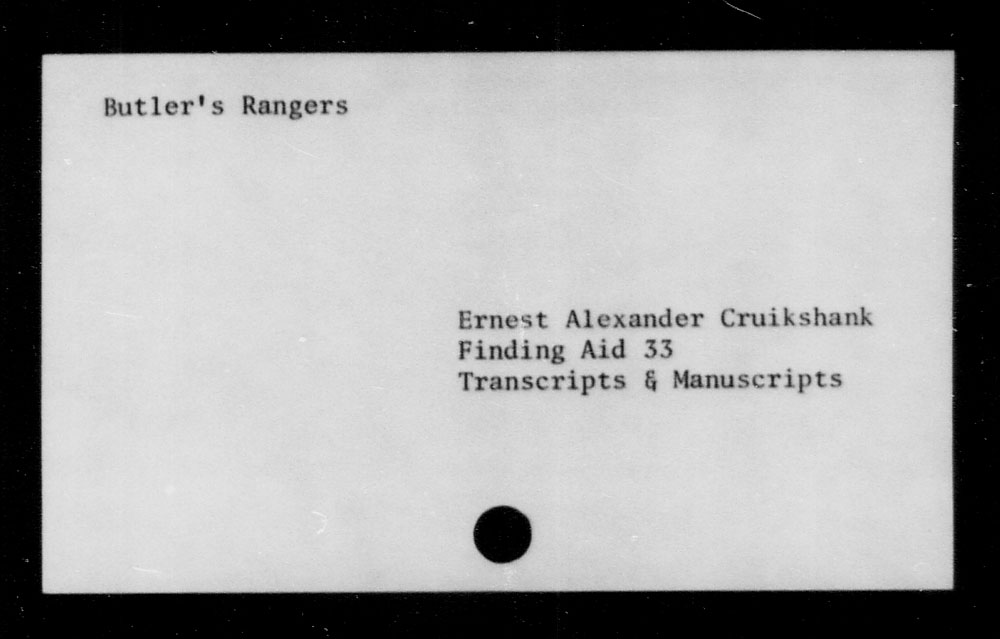 Butler's Rangers
Ernest Alexander Cruikshank
Finding Aid 33
Transcripts & Manuscripts